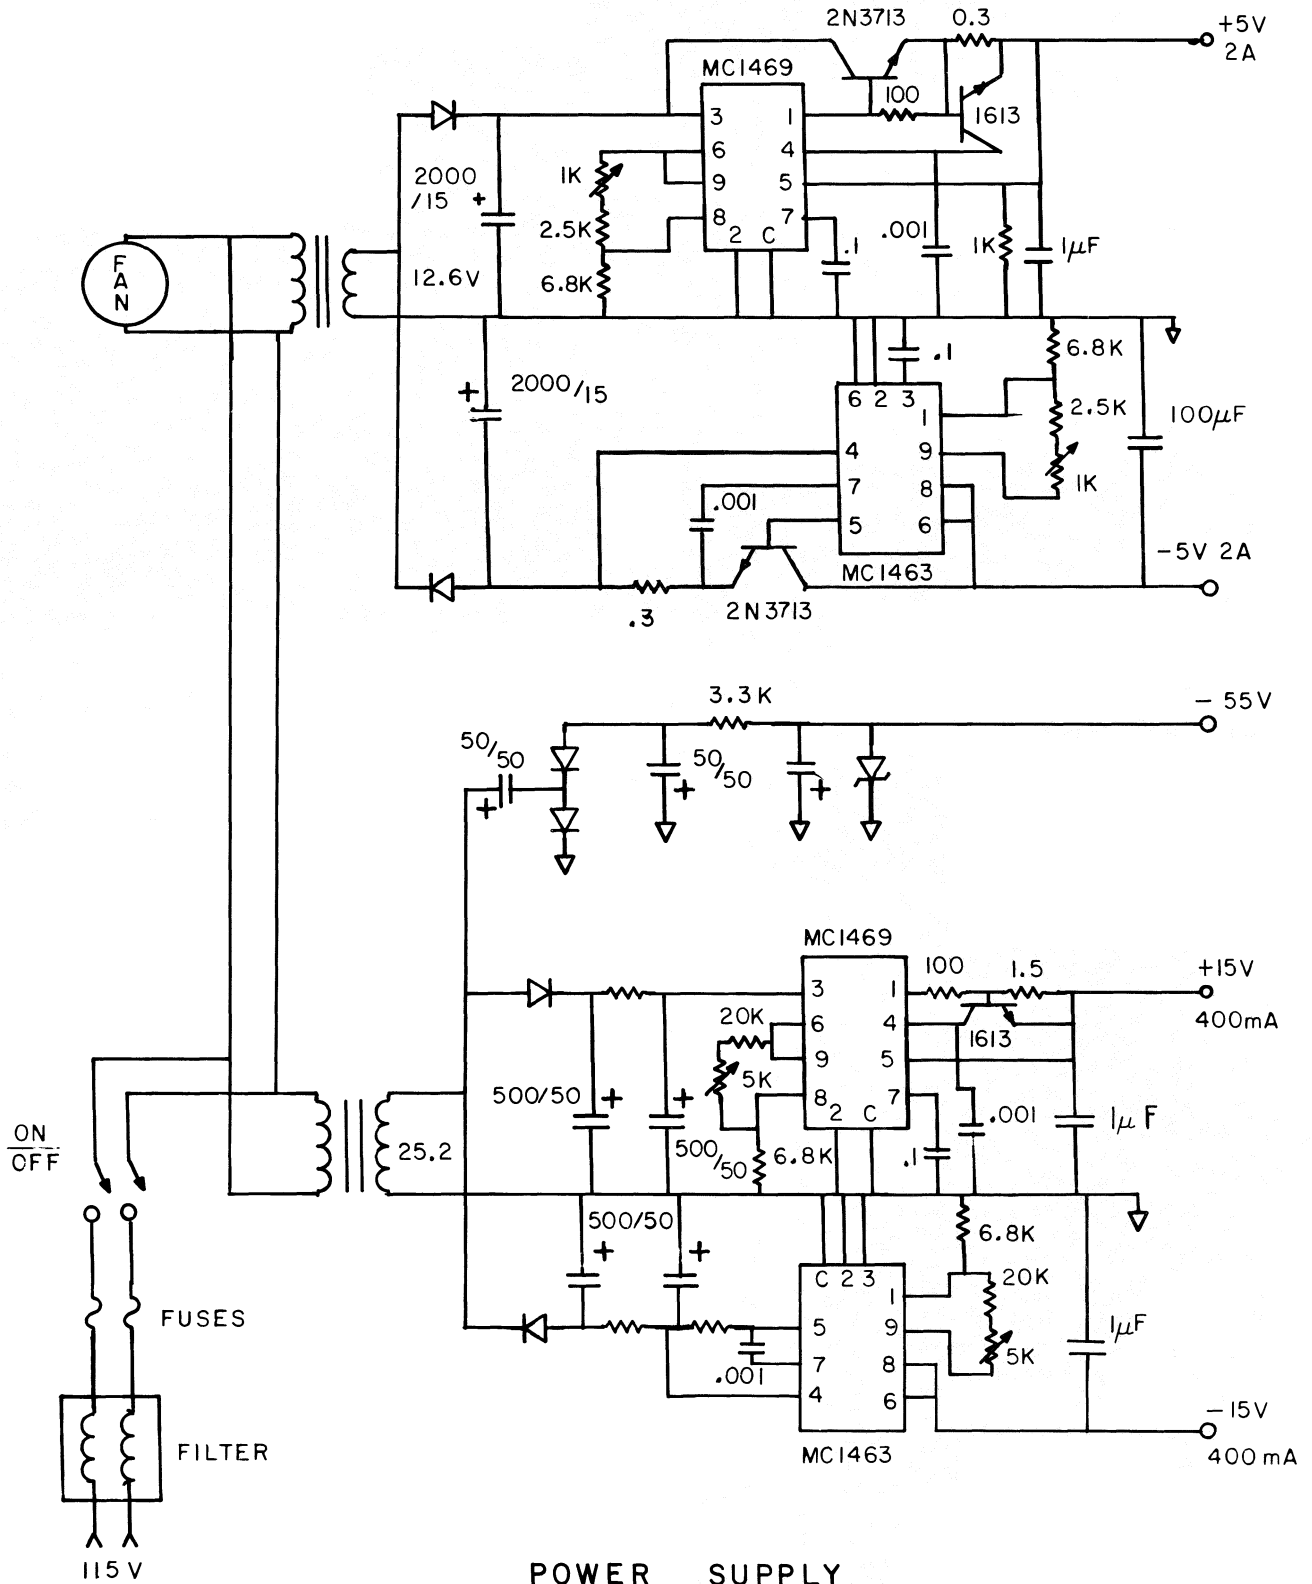 2N3713
0.3
+5V
2A
MC1469
100
1613
3
1
6
4
9
5
8
7
2
C
2000
/15
+
1K
2.5K
6.8K
.1
.001
1K
1µF
FAN
12.6V
2000/15
+
.1
6.8K
6
2
3
1
2.5K
100µF
4
9
1K
7
8
.001
5
6
-5V 2A
MC1463
.3
2N3713
3.3K
- 55V
50/50
+
50/50
+
+
MC1469
100
1.5
+15V
400mA
3
1
20K
6
4
1613
9
5
5K
8
7
2
C
500/50
+
+
500/50
6.8K
.1
.001
1µF
ON
OFF
25.2
500/50
+
+
6.8K
C
2
3
1
20K
5
9
5K
1µF
7
8
.001
4
6
FUSES
-15V
400mA
MC1463
FILTER
115V
POWER SUPPLY